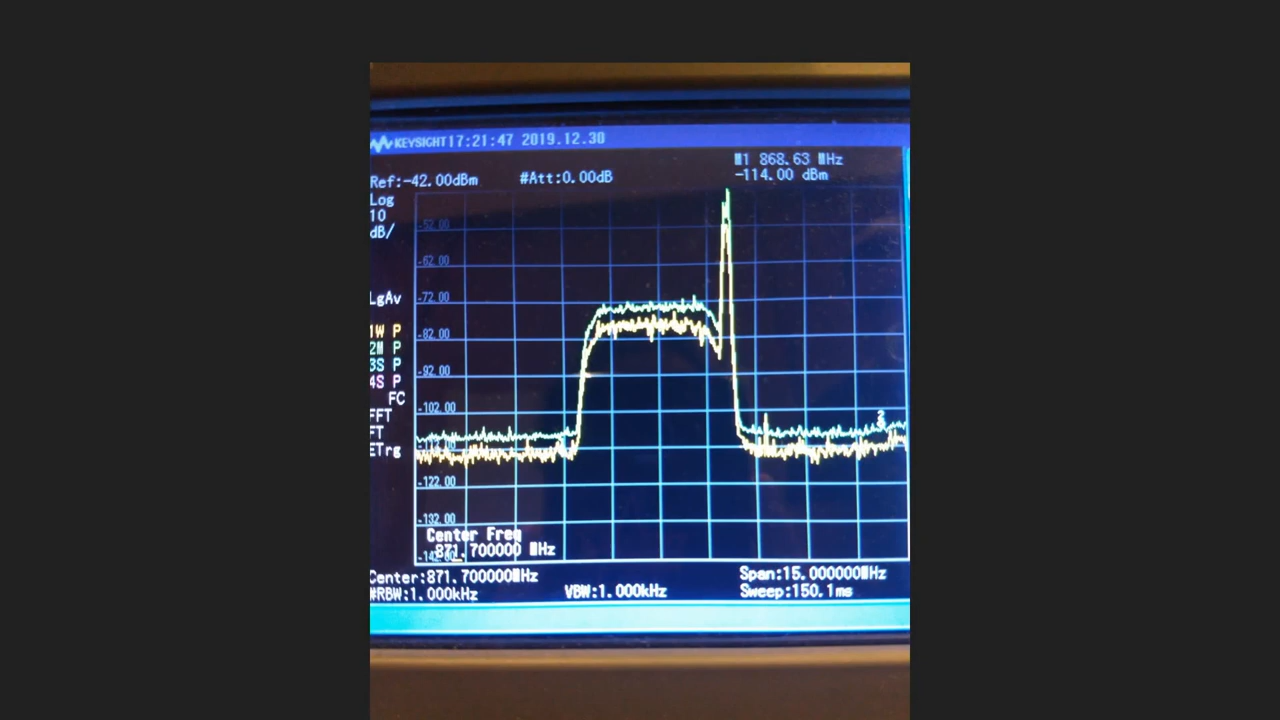 KEYSIGHT 17:21:47 2019.12.30
M1 868.63 MHz
Ref:-42.00dBm #Att:0.00dB -114.00 dBm
Log
10
dB/
-52.00
-62.00
LgAv
-72.00
1W P
-82.00
2M P
3S P
-92.00
4S P
FC
-102.00
FFT
FT
ETrg
2
-122.00
-132.00
Center Freq
871.700000 MHz
Center:871.700000MHz Span:15.000000MHz
#RBW:1.000kHz VBW:1.000kHz Sweep:150.1ms